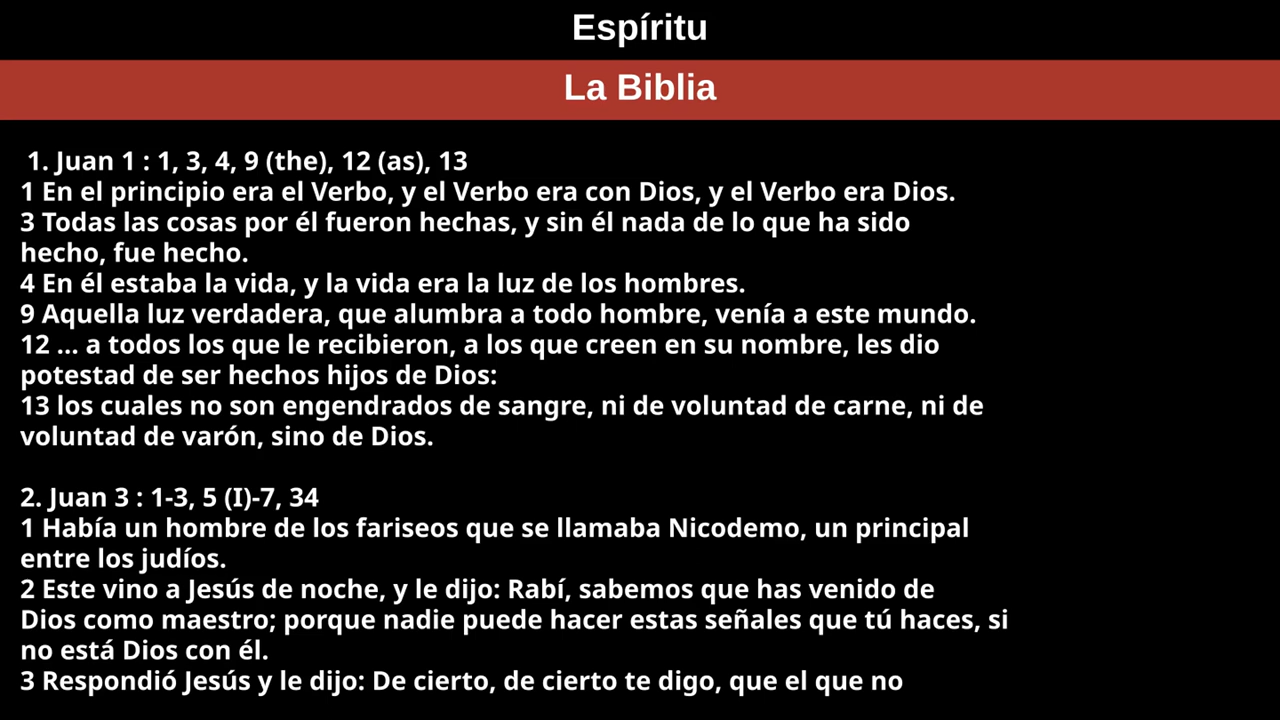 Espíritu
La Biblia
1. Juan 1 : 1, 3, 4, 9 (the), 12 (as), 13
1 En el principio era el Verbo, y el Verbo era con Dios, y el Verbo era Dios.
3 Todas las cosas por él fueron hechas, y sin él nada de lo que ha sido
hecho, fue hecho.
4 En él estaba la vida, y la vida era la luz de los hombres.
9 Aquella luz verdadera, que alumbra a todo hombre, venía a este mundo.
12 ... a todos los que le recibieron, a los que creen en su nombre, les dio
potestad de ser hechos hijos de Dios:
13 los cuales no son engendrados de sangre, ni de voluntad de carne, ni de
voluntad de varón, sino de Dios.
2. Juan 3 : 1-3, 5 (I)-7, 34
1 Había un hombre de los fariseos que se llamaba Nicodemo, un principal
entre los judíos.
2 Este vino a Jesús de noche, y le dijo: Rabí, sabemos que has venido de
Dios como maestro; porque nadie puede hacer estas señales que tú haces, si
no está Dios con él.
3 Respondió Jesús y le dijo: De cierto, de cierto te digo, que el que no